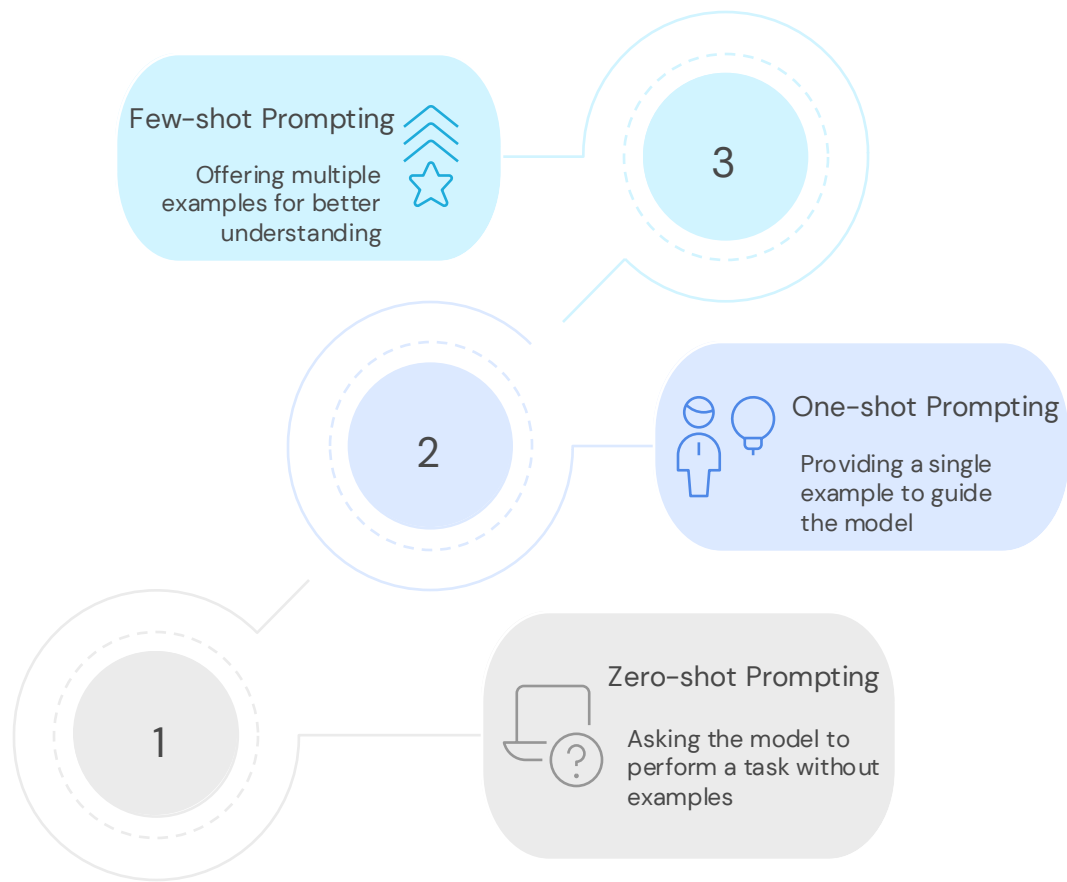 Few-shot Prompting
Offering multiple
examples for better
understanding
3
2
One-shot Prompting
Providing a single
example to guide
the model
1
Zero-shot Prompting
Asking the model to
perform a task without
examples
?